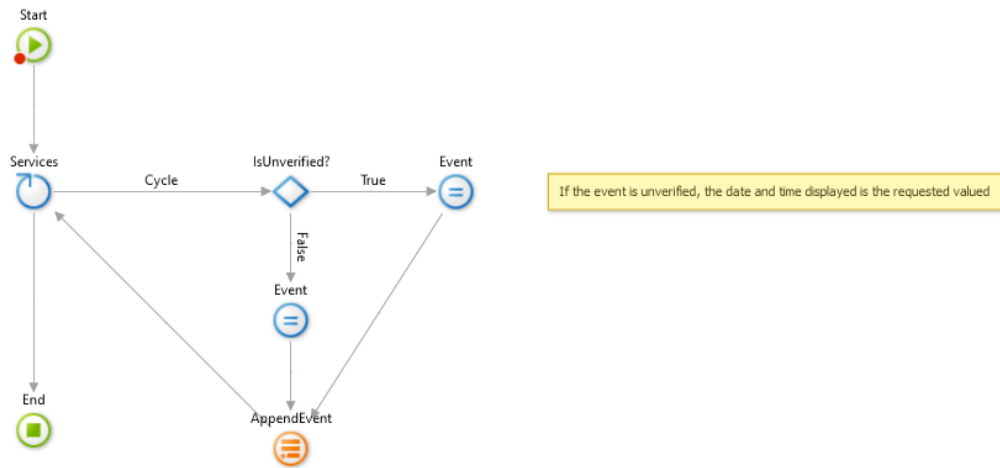 Start
Services
Cycle
IsUnverified?
True
Event
If the event is unverified, the date and time displayed is the requested valued
False
Event
End
AppendEvent